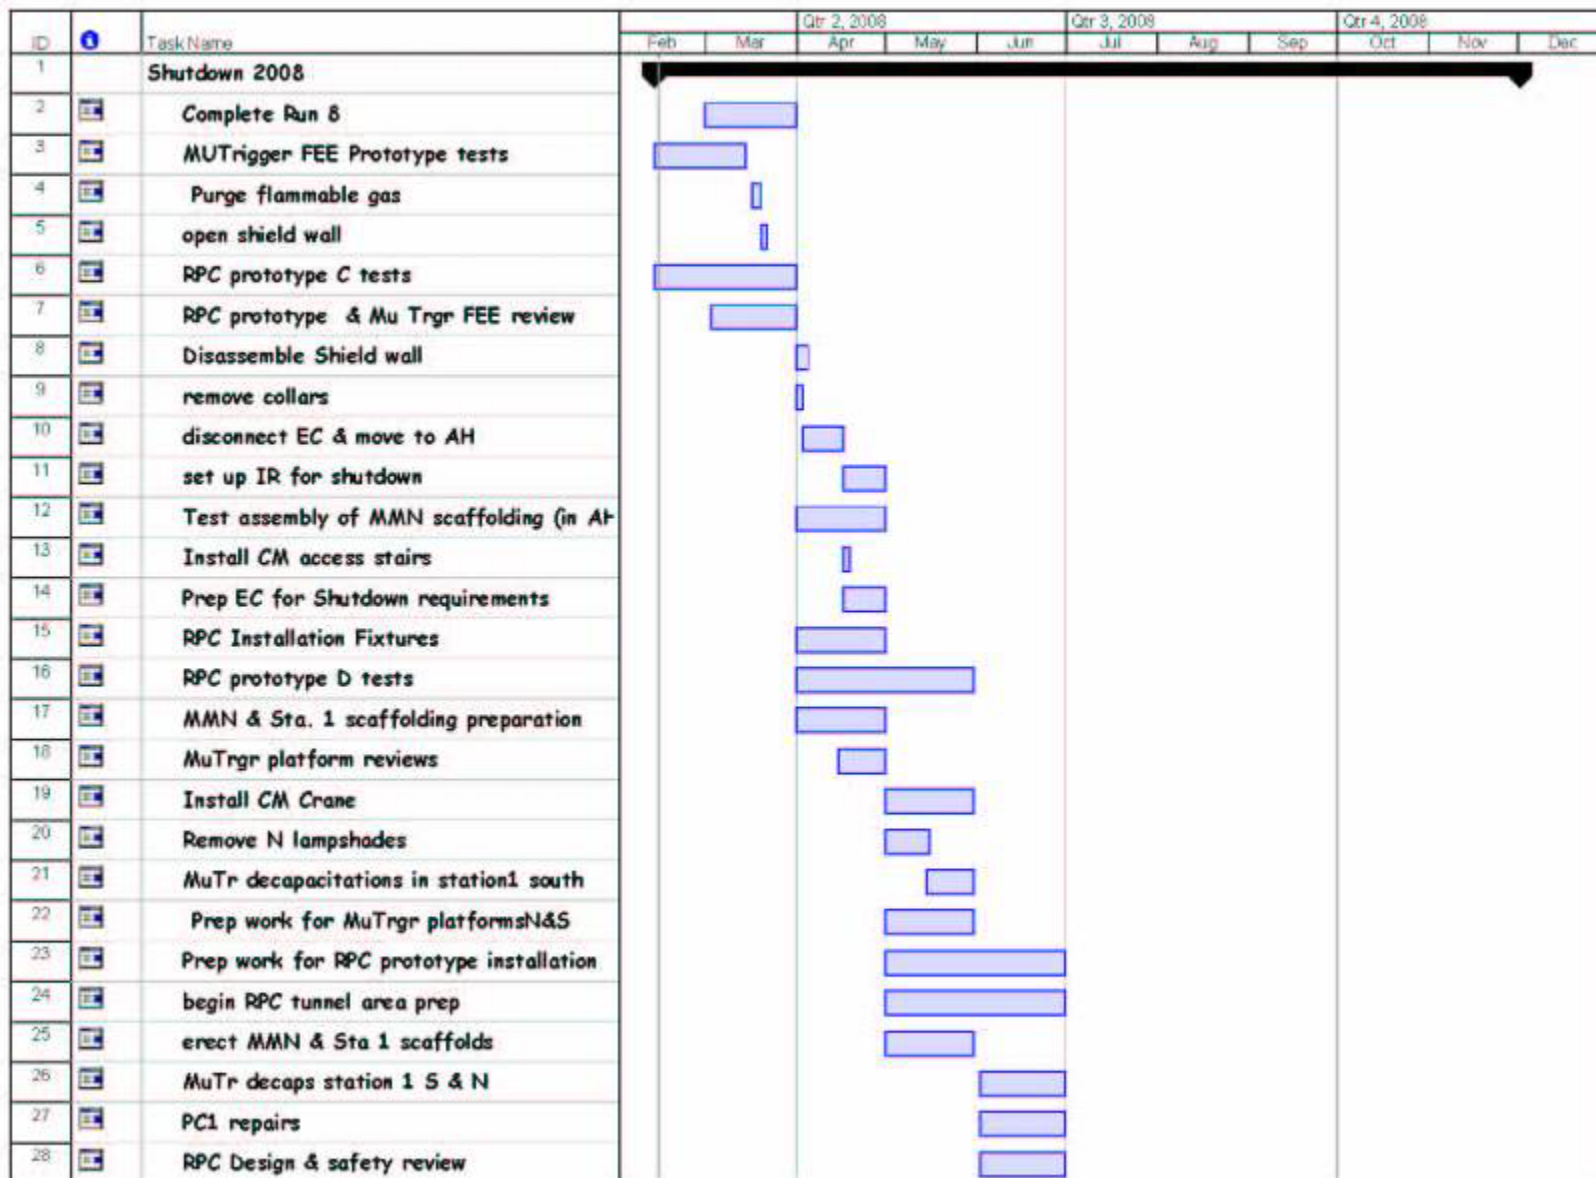 Qtr 2, 2008 Qtr 3, 2008 Qtr 4, 2008
ID Task Name Feb Mar Apr May Jun Jul Aug Sep Oct Nov Dec
1 Shutdown 2008
2 Complete Run 8
3 MUTrigger FEE Prototype tests
4 Purge flammable gas
5 open shield wall
6 RPC prototype C tests
7 RPC prototype & Mu Trgr FEE review
8 Disassemble Shield wall
9 remove collars
10 disconnect EC & move to AH
11 set up IR for shutdown
12 Test assembly of MMN scaffolding (in AH
13 Install CM access stairs
14 Prep EC for Shutdown requirements
15 RPC Installation Fixtures
16 RPC prototype D tests
17 MMN & Sta. 1 scaffolding preparation
18 MuTrgr platform reviews
19 Install CM Crane
20 Remove N lampshades
21 MuTr decapacitations in station1 south
22 Prep work for MuTrgr platformsN&S
23 Prep work for RPC prototype installation
24 begin RPC tunnel area prep
25 erect MMN & Sta 1 scaffolds
26 MuTr decaps station 1 S & N
27 PC1 repairs
28 RPC Design & safety review